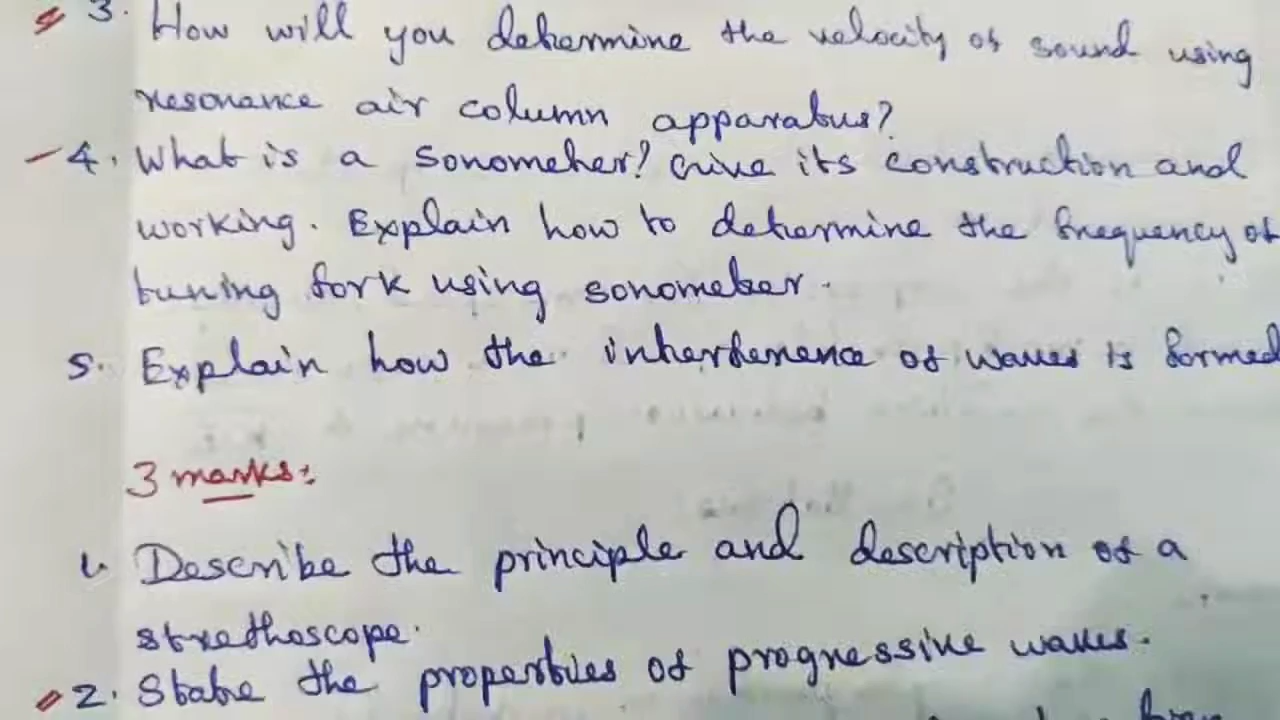 3. How will you determine the velocity of sound using
resonance air column apparatus?
4. What is a Sonometer? Give its construction and
working. Explain how to determine the frequency of
tuning fork using sonometer.
5. Explain how the interference of waves is formed
3 marks:
1. Describe the principle and description of a
strethoscope.
2. State the properties of progressive waves.